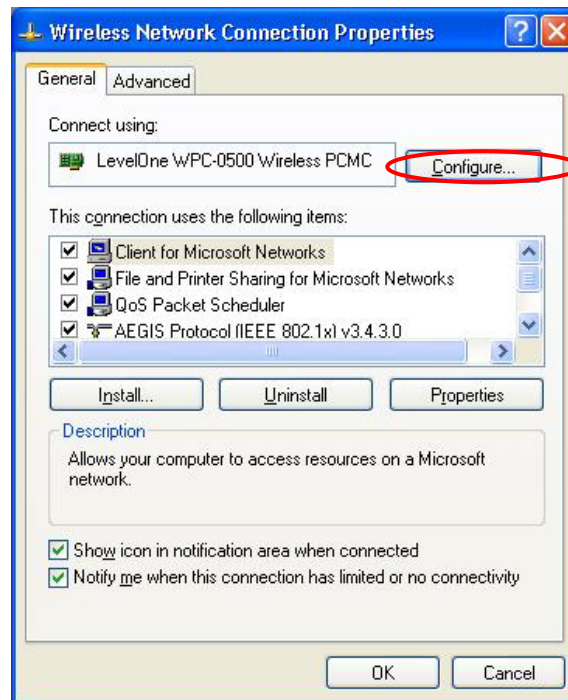 Wireless Network Connection Properties
General
Advanced
Connect using:
LevelOne WPC-0500 Wireless PCMC
Configure...
This connection uses the following items:
Client for Microsoft Networks
File and Printer Sharing for Microsoft Networks
QoS Packet Scheduler
AEGIS Protocol (IEEE 802.1x) v3.4.3.0
Install...
Uninstall
Properties
Description
Allows your computer to access resources on a Microsoft
network.
Show icon in notification area when connected
Notify me when this connection has limited or no connectivity
OK
Cancel